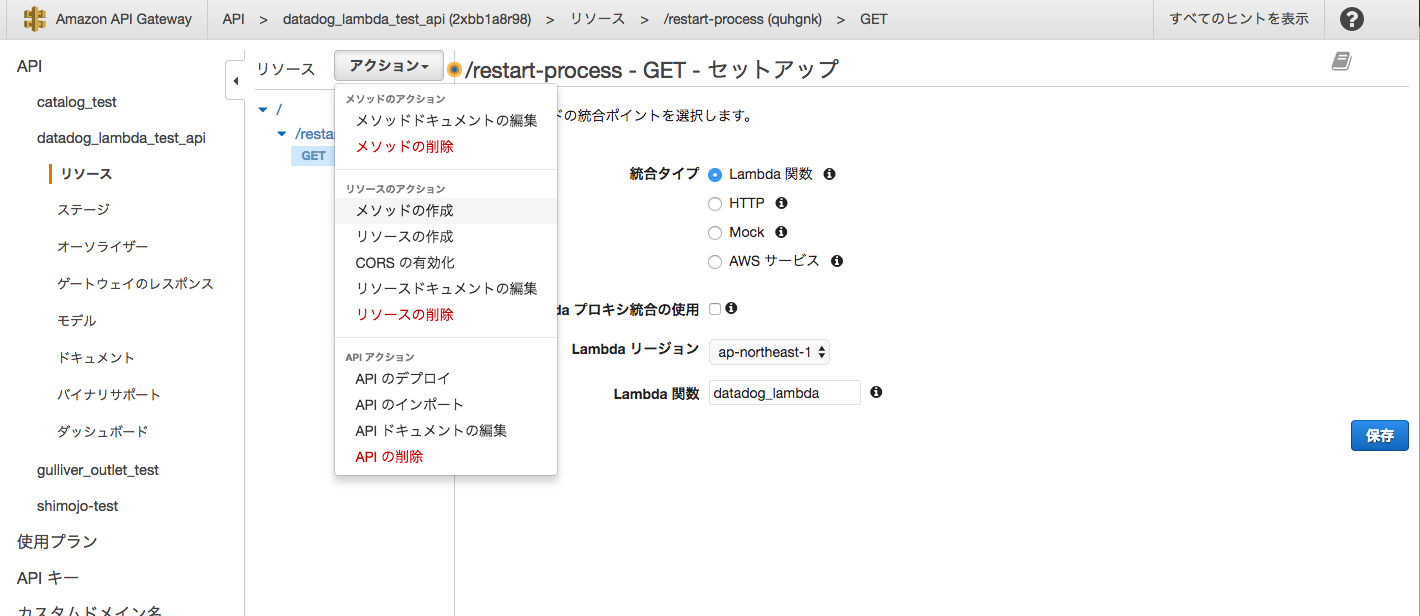 Amazon API Gateway
API > datadog_lambda_test_api (2xbb1a8r98) > リソース > /restart-process (quhgnk) > GET
すべてのヒントを表示
?
API
catalog_test
datadog_lambda_test_api
リソース
ステージ
オーソライザー
ゲートウェイのレスポンス
モデル
ドキュメント
バイナリサポート
ダッシュボード
gulliver_outlet_test
shimojo-test
使用プラン
API キー
カスタムドメイン名
リソース
アクション
/
/resta
GET
メソッドのアクション
メソッドドキュメントの編集
メソッドの削除
リソースのアクション
メソッドの作成
リソースの作成
CORS の有効化
リソースドキュメントの編集
リソースの削除
API アクション
API のデプロイ
API のインポート
API ドキュメントの編集
API の削除
/restart-process - GET - セットアップ
ドの統合ポイントを選択します。
統合タイプ
Lambda 関数
HTTP
Mock
AWS サービス
da プロキシ統合の使用
Lambda リージョン
ap-northeast-1
Lambda 関数
datadog_lambda
保存